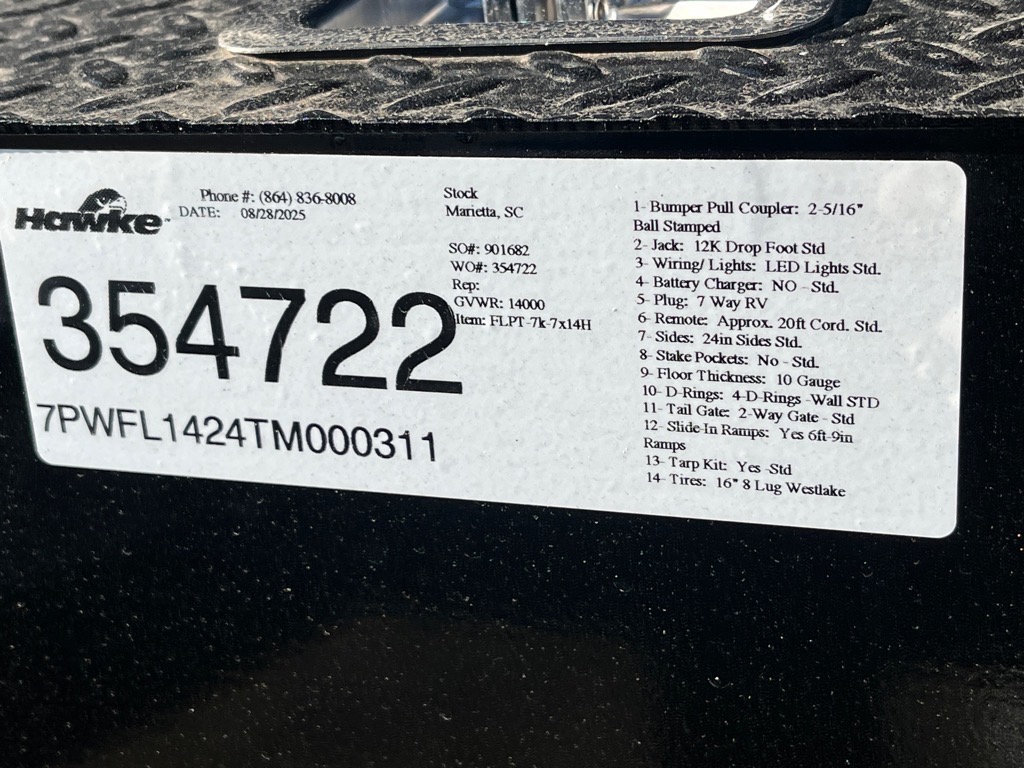 Hawke™
Phone #: (864) 836-8008
DATE: 08/28/2025
354722
7PWFL1424TM000311
Stock
Marietta, SC
SO#: 901682
WO#: 354722
Rep:
GVWR: 14000
Item: FLPT-7k-7x14H
1- Bumper Pull Coupler: 2-5/16"
Ball Stamped
2- Jack: 12K Drop Foot Std
3- Wiring/ Lights: LED Lights Std.
4- Battery Charger: NO - Std.
5- Plug: 7 Way RV
6- Remote: Approx. 20ft Cord. Std.
7- Sides: 24in Sides Std.
8- Stake Pockets: No - Std.
9- Floor Thickness: 10 Gauge
10- D-Rings: 4-D-Rings -Wall STD
11- Tail Gate: 2-Way Gate - Std
12- Slide-In Ramps: Yes 6ft-9in
Ramps
13- Tarp Kit: Yes -Std
14- Tires: 16" 8 Lug Westlake